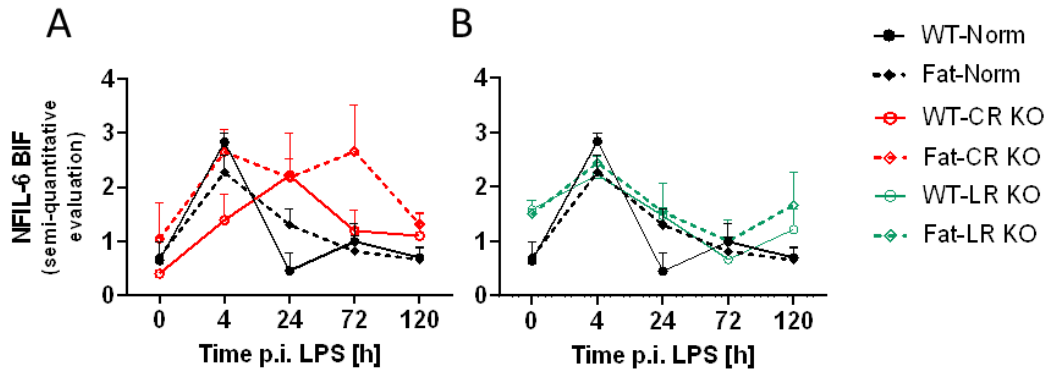 A
B
NFIL-6 BIF
(semi-quantitative
evaluation)
4
3
2
1
0
0 4 24 72 120
Time p.i. LPS [h]
4
3
2
1
0
0 4 24 72 120
Time p.i. LPS [h]
WT-Norm
Fat-Norm
WT-CR KO
Fat-CR KO
WT-LR KO
Fat-LR KO